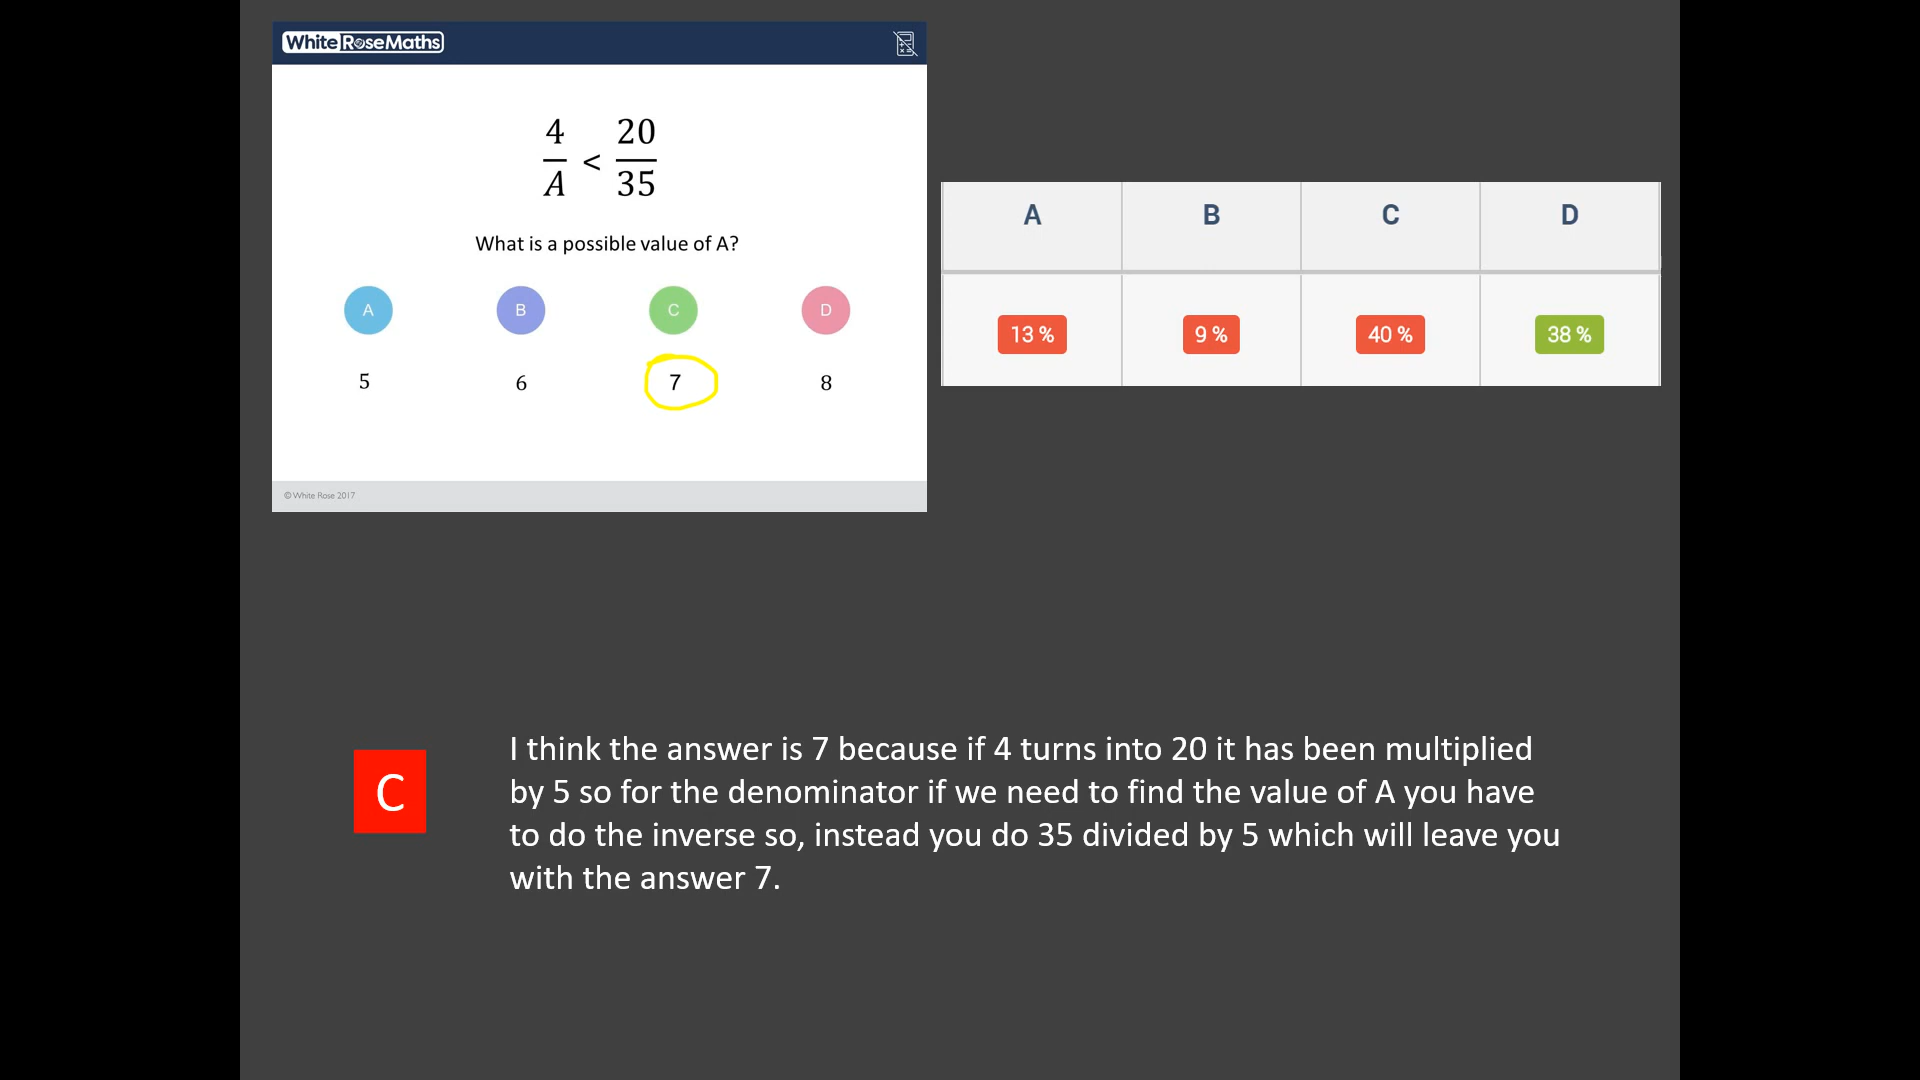 White Rose Maths
4/A < 20/35
What is a possible value of A?
A B C D
5 6 7 8
© White Rose 2017
A B C D
13 % 9 % 40 % 38 %
C
I think the answer is 7 because if 4 turns into 20 it has been multiplied
by 5 so for the denominator if we need to find the value of A you have
to do the inverse so, instead you do 35 divided by 5 which will leave you
with the answer 7.